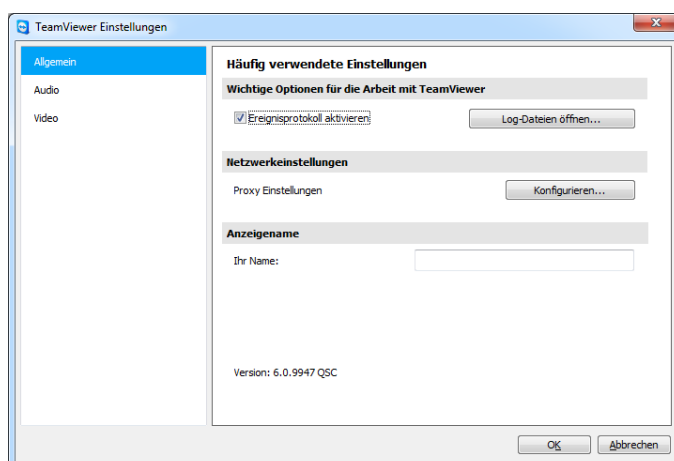 TeamViewer Einstellungen
Allgemein
Audio
Video
Häufig verwendete Einstellungen
Wichtige Optionen für die Arbeit mit TeamViewer
Ereignisprotokoll aktivieren
Log-Dateien öffnen...
Netzwerkeinstellungen
Proxy Einstellungen
Konfigurieren...
Anzeigename
Ihr Name:
Version: 6.0.9947 QSC
OK
Abbrechen